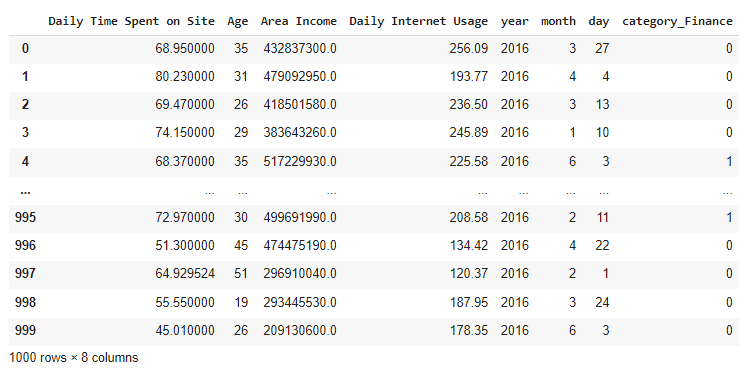 Daily Time Spent on Site Age Area Income Daily Internet Usage year month day category_Finance
0 68.950000 35 432837300.0 256.09 2016 3 27 0
1 80.230000 31 479092950.0 193.77 2016 4 4 0
2 69.470000 26 418501580.0 236.50 2016 3 13 0
3 74.150000 29 383643260.0 245.89 2016 1 10 0
4 68.370000 35 517229930.0 225.58 2016 6 3 1
... ... ... ... ... ... ... ... ...
995 72.970000 30 499691990.0 208.58 2016 2 11 1
996 51.300000 45 474475190.0 134.42 2016 4 22 0
997 64.929524 51 296910040.0 120.37 2016 2 1 0
998 55.550000 19 293445530.0 187.95 2016 3 24 0
999 45.010000 26 209130600.0 178.35 2016 6 3 0
1000 rows × 8 columns